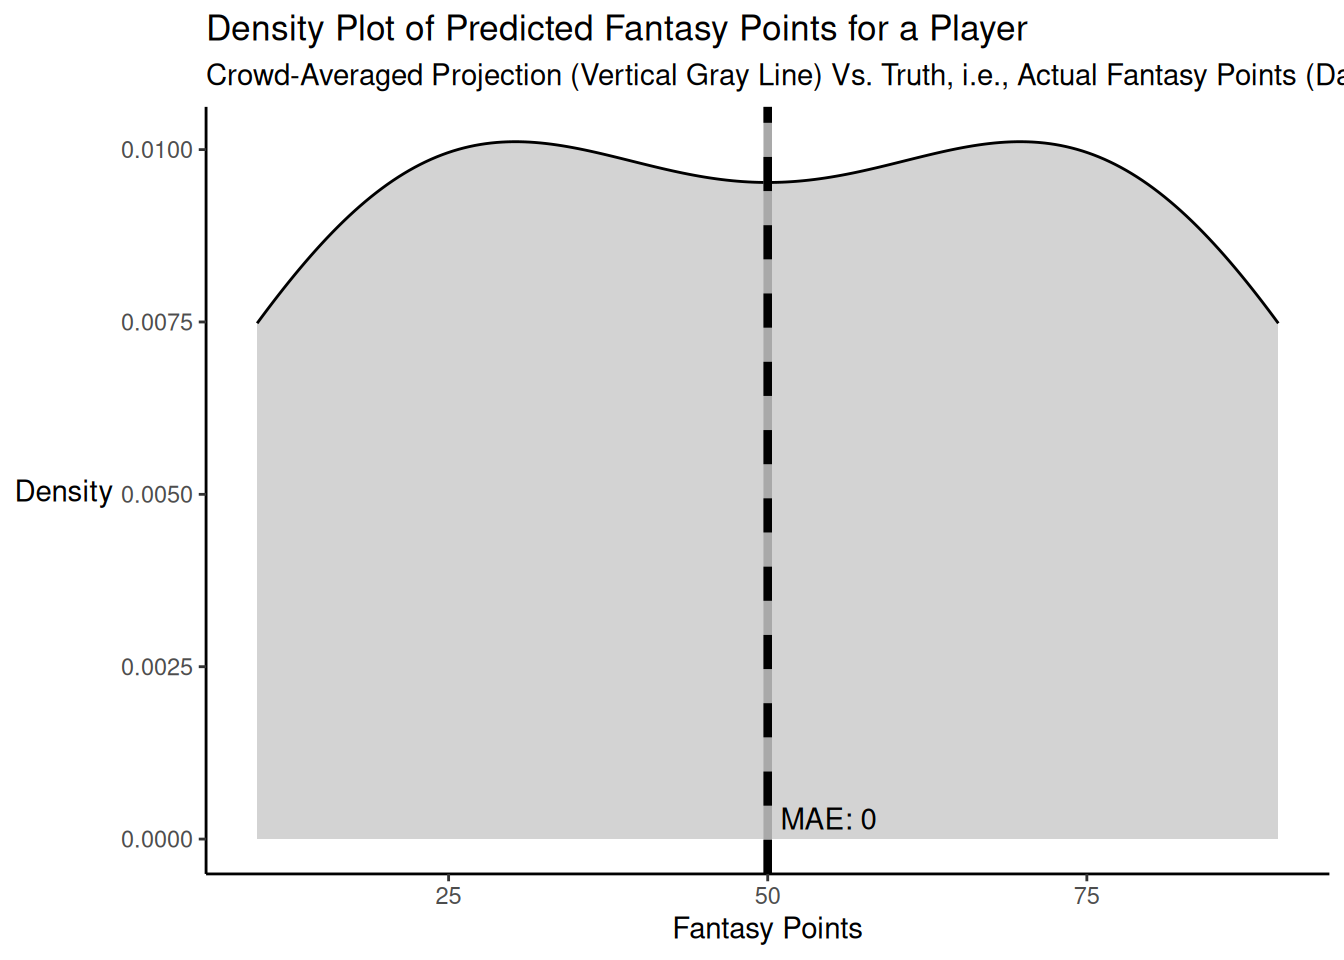 Density Plot of Predicted Fantasy Points for a Player
Crowd-Averaged Projection (Vertical Gray Line) Vs. Truth, i.e., Actual Fantasy Points (Da
0.0100
0.0075
Density
0.0050
0.0025
0.0000
MAE: 0
25
50
75
Fantasy Points